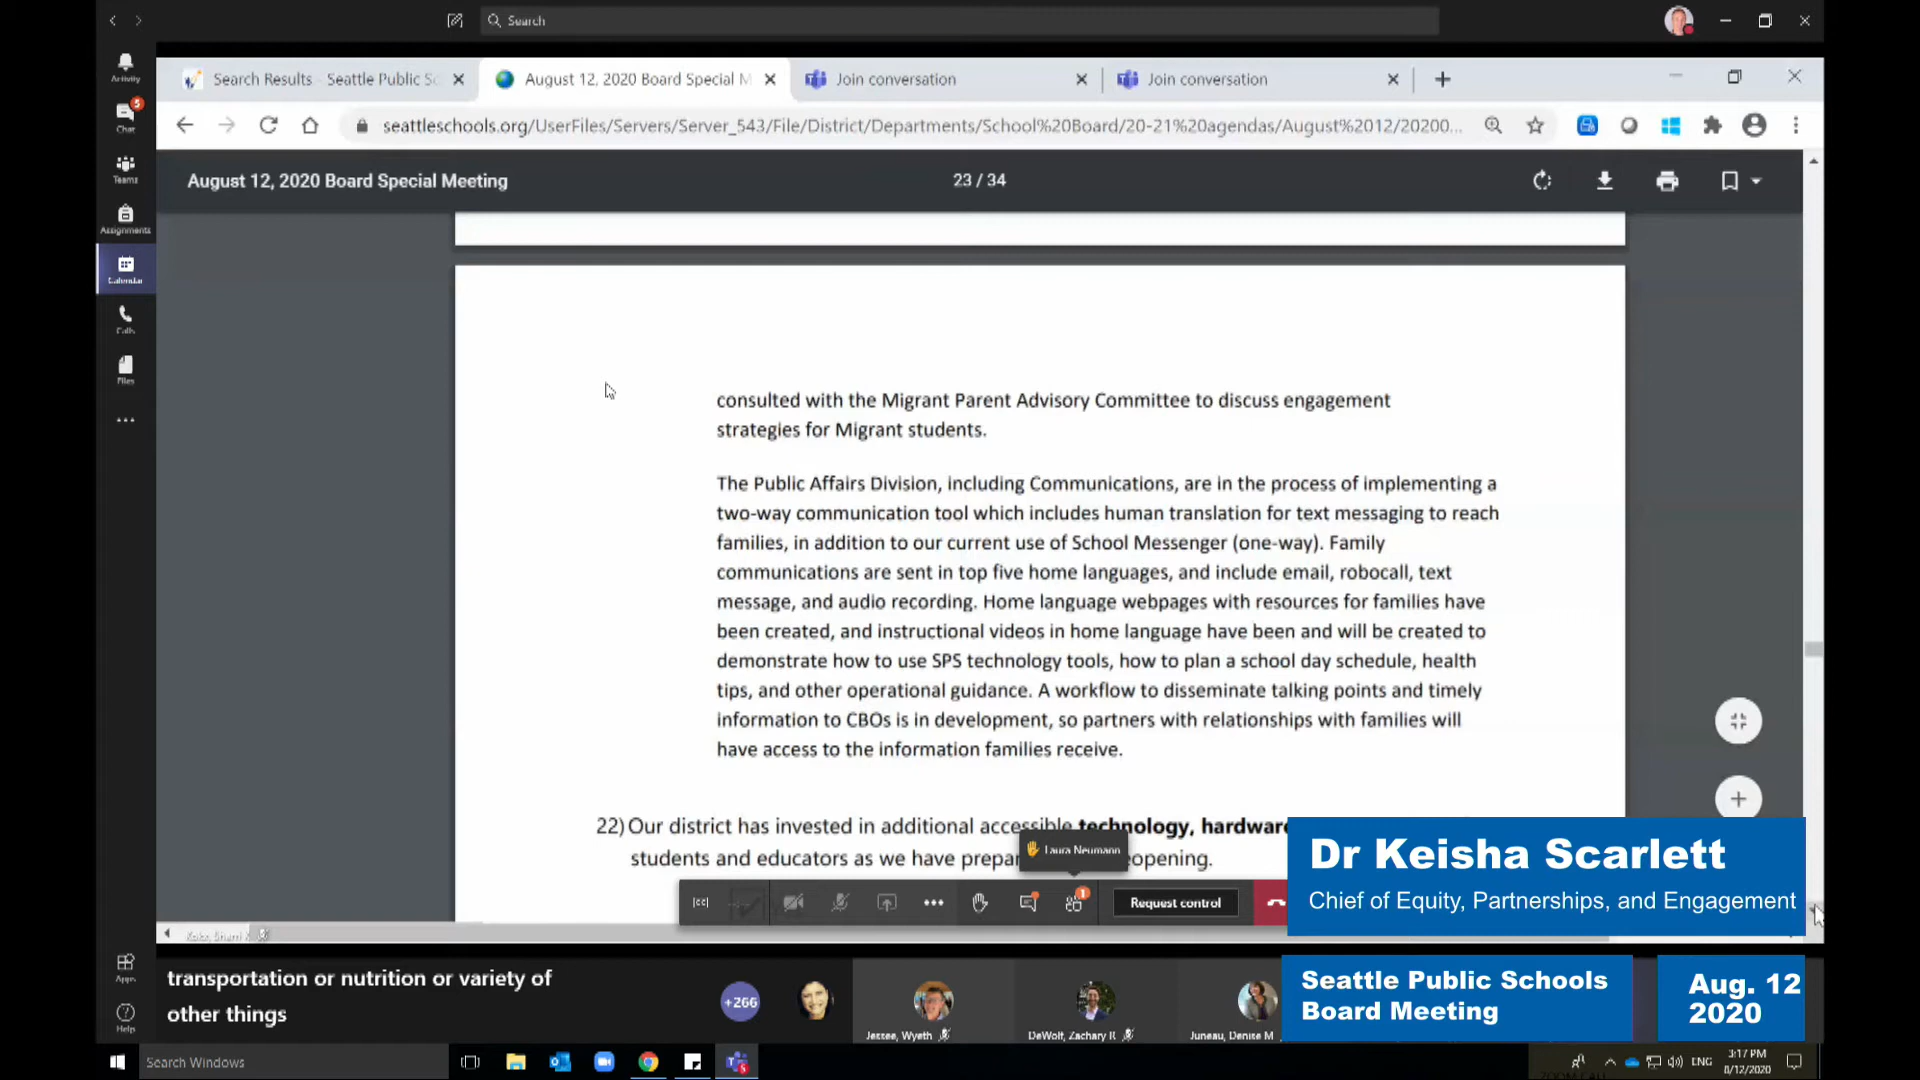 Search
Activity
Chat
5
Teams
Assignments
Calendar
Calls
Files
Search Results - Seattle Public Sc
August 12, 2020 Board Special M
Join conversation
Join conversation
seattleschools.org/UserFiles/Servers/Server_543/File/District/Departments/School%20Board/20-21%20agendas/August%2012/20200...
August 12, 2020 Board Special Meeting
23 / 34
consulted with the Migrant Parent Advisory Committee to discuss engagement
strategies for Migrant students.
The Public Affairs Division, including Communications, are in the process of implementing a
two-way communication tool which includes human translation for text messaging to reach
families, in addition to our current use of School Messenger (one-way). Family
communications are sent in top five home languages, and include email, robocall, text
message, and audio recording. Home language webpages with resources for families have
been created, and instructional videos in home language have been and will be created to
demonstrate how to use SPS technology tools, how to plan a school day schedule, health
tips, and other operational guidance. A workflow to disseminate talking points and timely
information to CBOs is in development, so partners with relationships with families will
have access to the information families receive.
22) Our district has invested in additional accessible technology, hardware
students and educators as we have prepa
opening.
Laura Neumann
1
Request control
Dr Keisha Scarlett
Chief of Equity, Partnerships, and Engagement
Apps
Help
transportation or nutrition or variety of
other things
+266
Jessee, Wyeth
DeWolf, Zachary R
Juneau, Denise M
Seattle Public Schools
Board Meeting
Aug. 12
2020
Search Windows
ENG
3:17 PM
8/12/2020